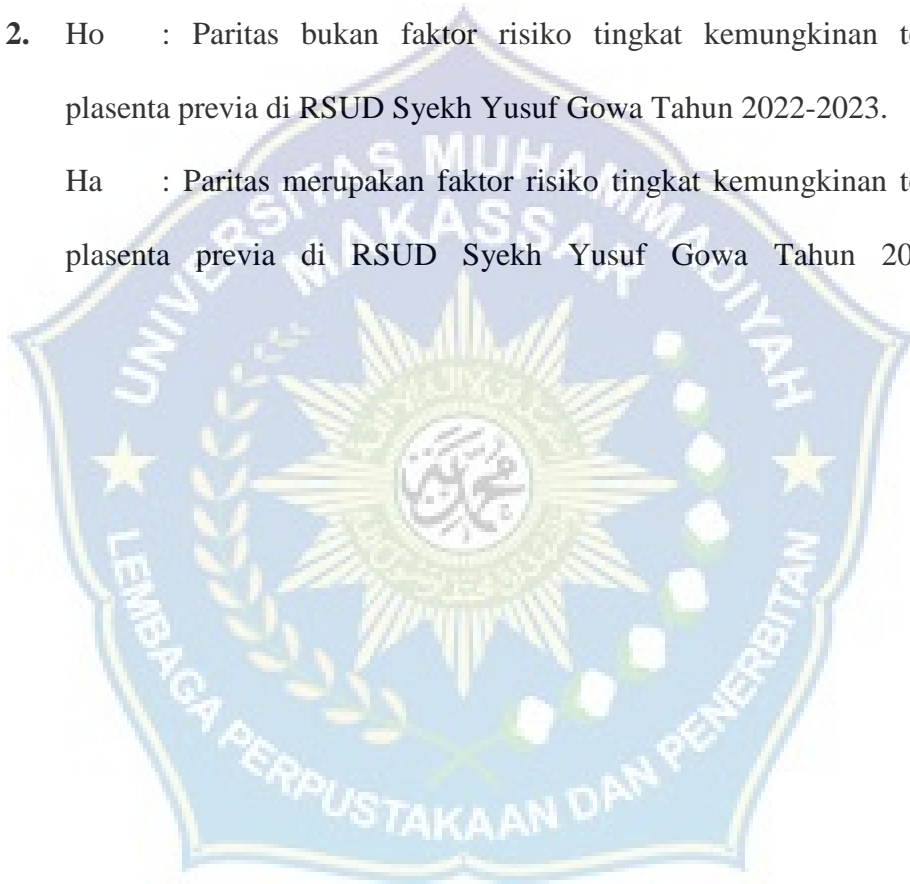 2. Ho : Paritas bukan faktor risiko tingkat kemungkinan
plasenta previa di RSUD Syekh Yusuf Gowa Tahun 2022-2023.
Ha : Paritas merupakan faktor risiko tingkat kemungkinan
plasenta previa di RSUD Syekh Yusuf Gowa Tahun
UNIVERSITAS MUHAMMADIYAH
MAKASSAR
LEMBAGA PERPUSTAKAAN DAN PENERBITAN